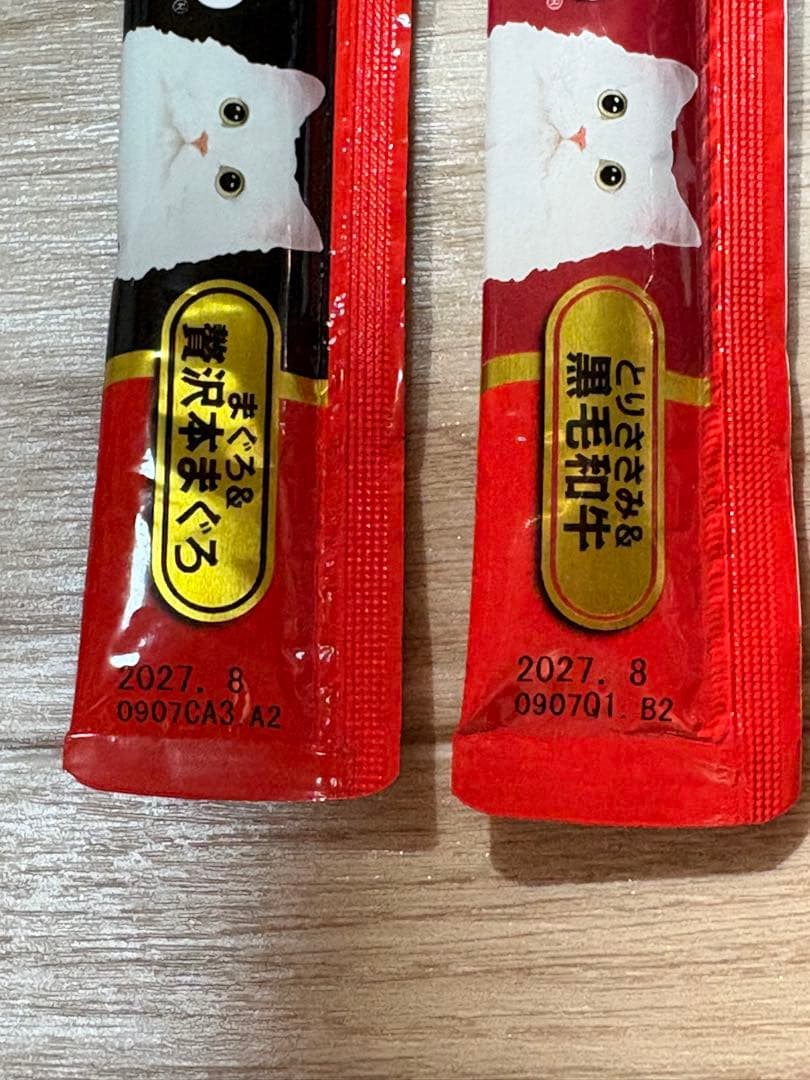 まぐろ&
贅沢本まぐろ
2027. 8
0907CA3 A2
とりささみ&
黒毛和牛
2027. 8
0907Q1 B2